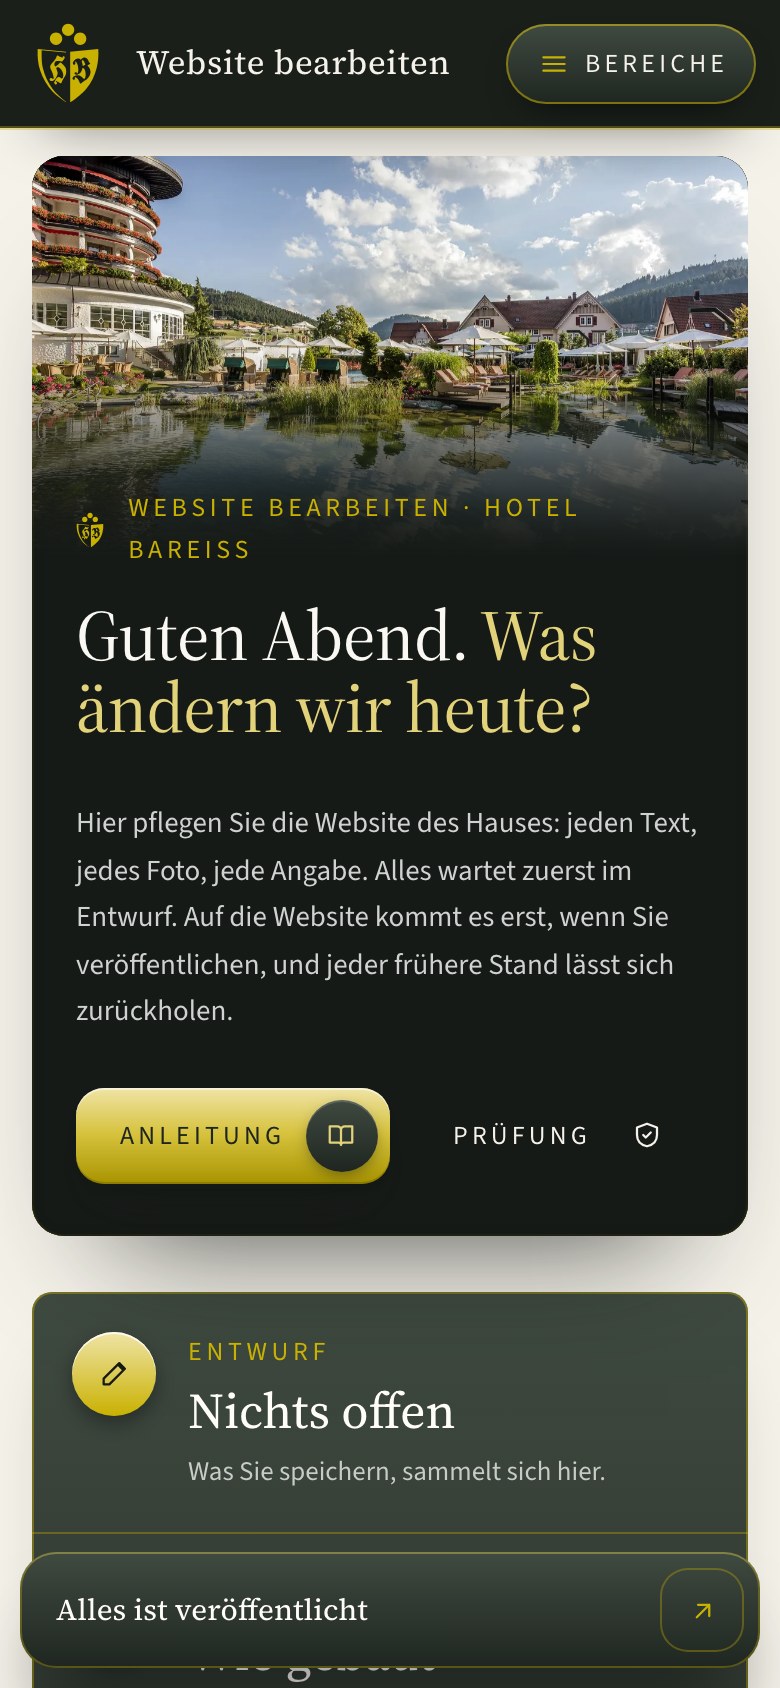 HB
Website bearbeiten
BEREICHE
HB
WEBSITE BEARBEITEN · HOTEL
BAREISS
Guten Abend. Was
ändern wir heute?
Hier pflegen Sie die Website des Hauses: jeden Text,
jedes Foto, jede Angabe. Alles wartet zuerst im
Entwurf. Auf die Website kommt es erst, wenn Sie
veröffentlichen, und jeder frühere Stand lässt sich
zurückholen.
ANLEITUNG
PRÜFUNG
ENTWURF
Nichts offen
Was Sie speichern, sammelt sich hier.
Alles ist veröffentlicht